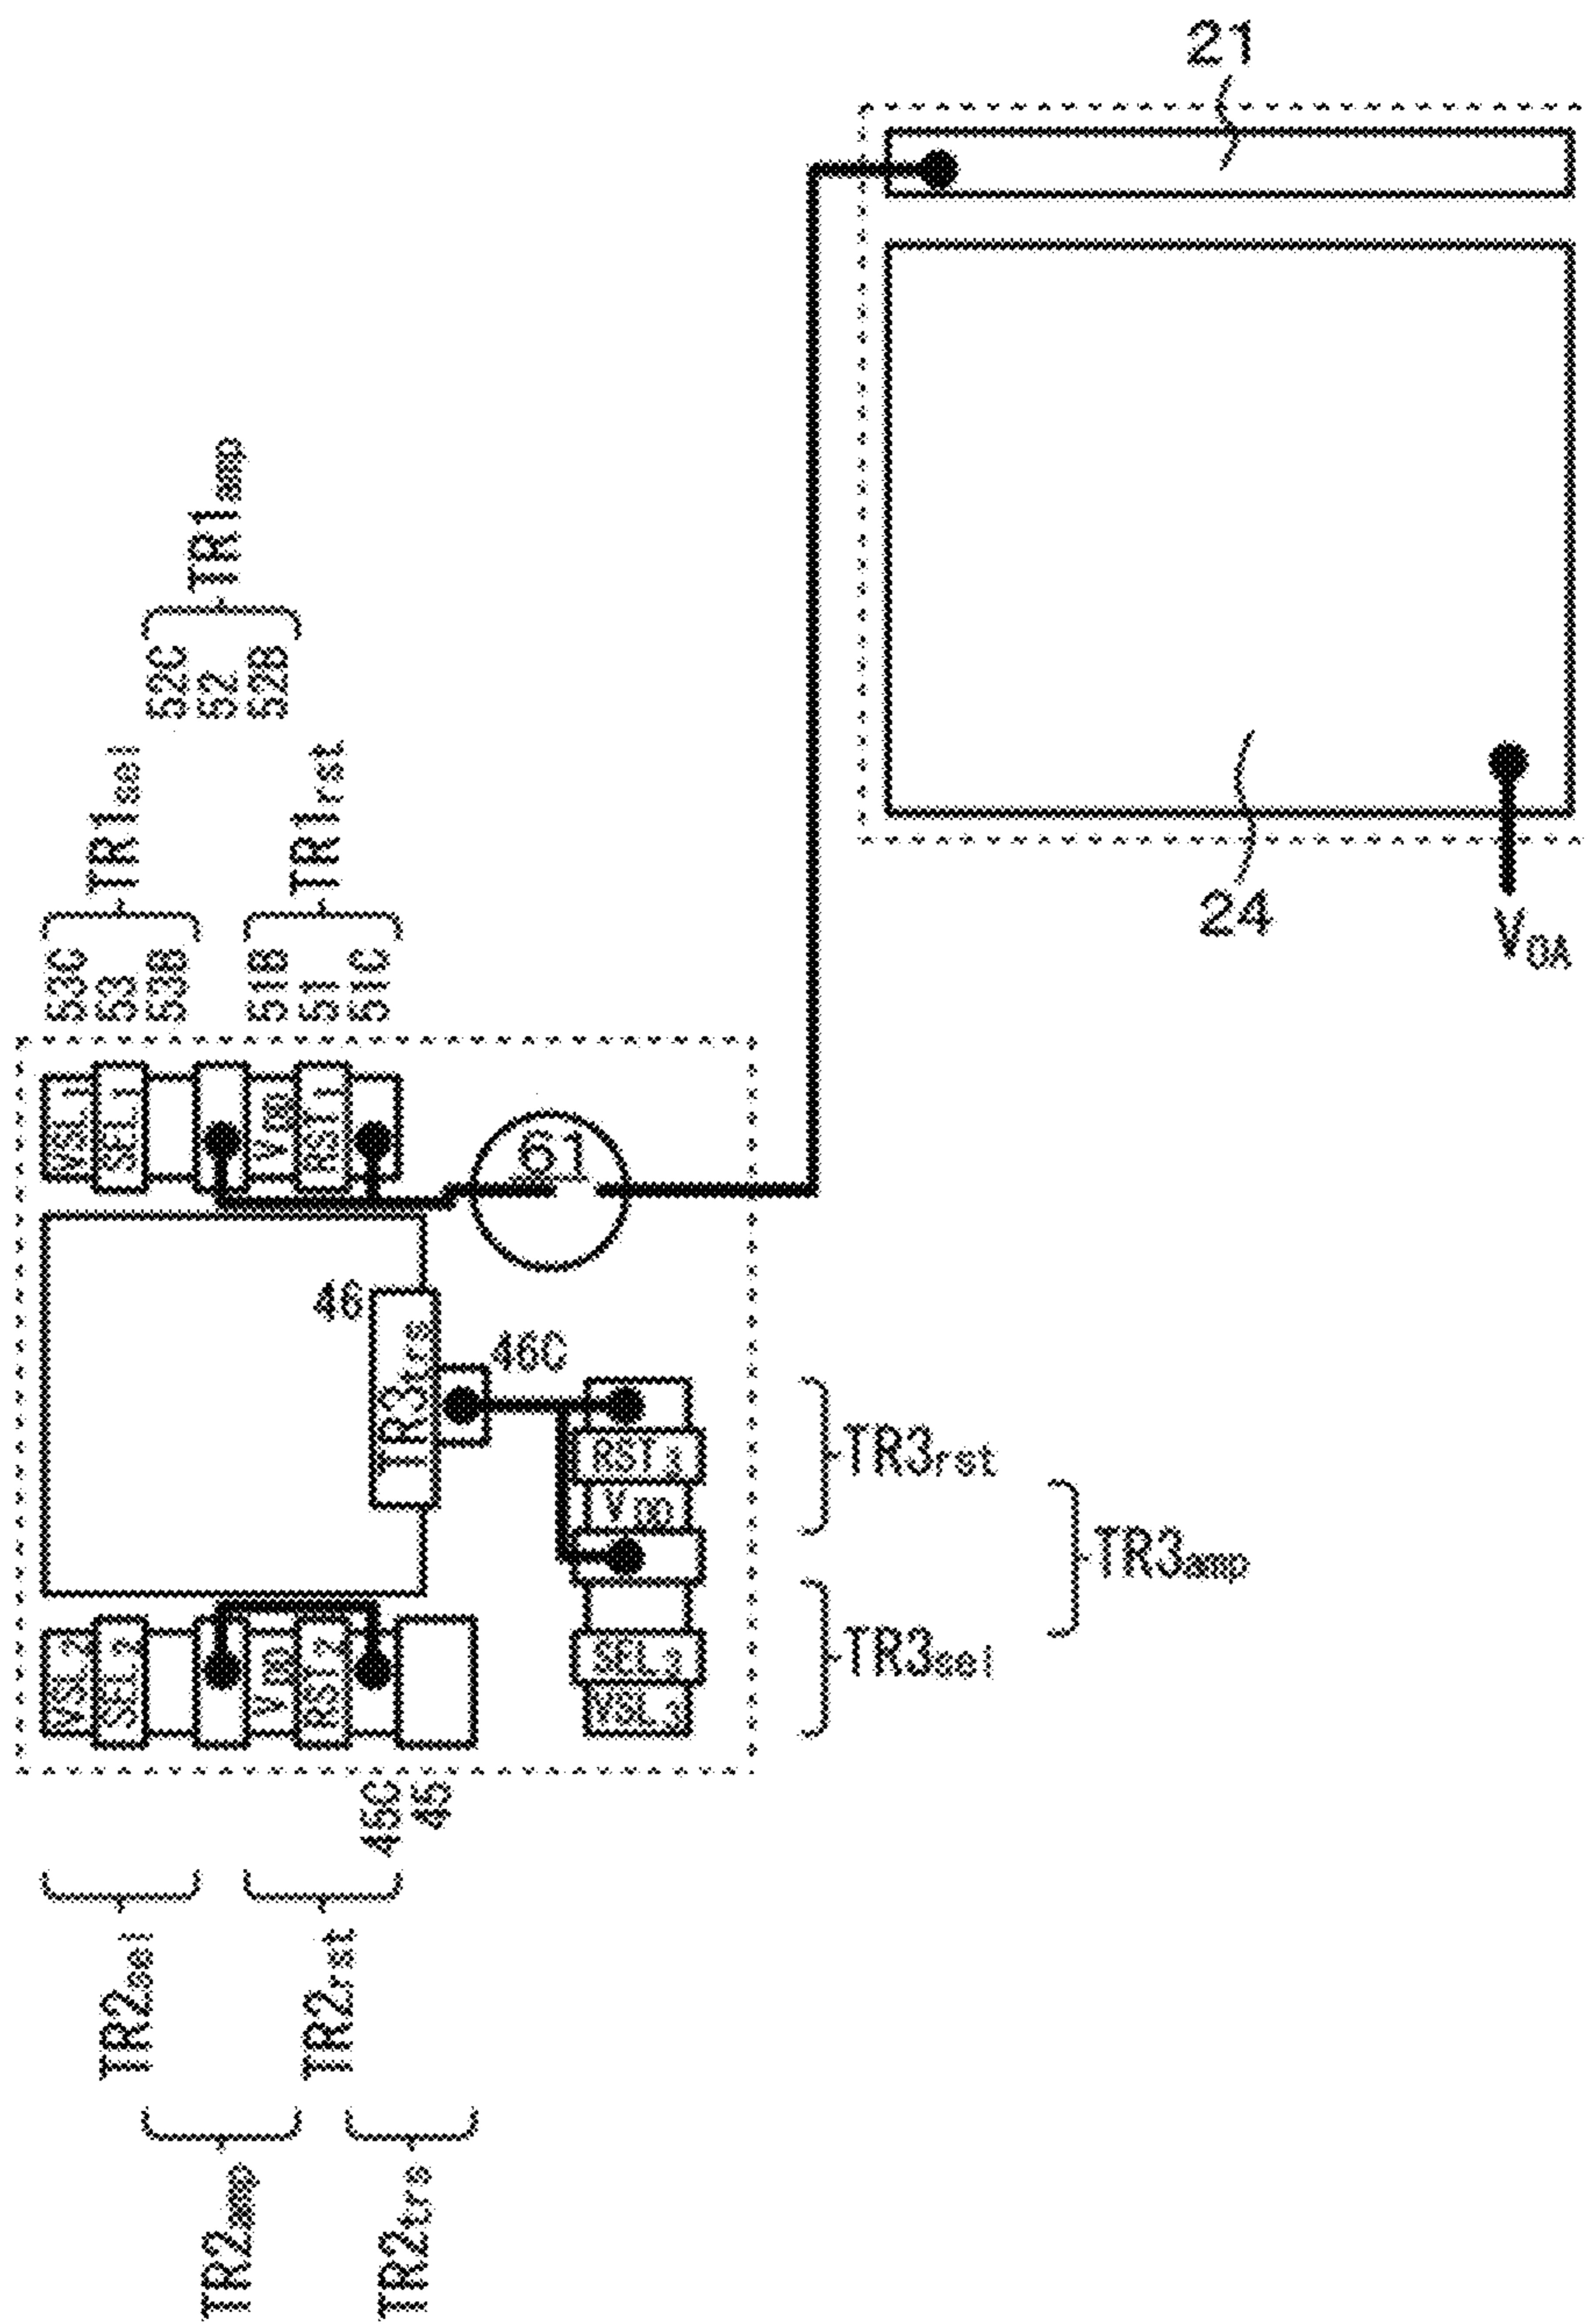 21
TR1amp
52C
52
52B
TR1sel
TR1rst
53C
53
53B
51B
51
51C
24
VOA
VSL1
SEL1
VDD
RST1
61
46
TR3trs
46C
RST3
VDD
SEL3
VSL3
TR3rst
TR3amp
TR3sel
VSL2
SEL2
VDD
RST2
45C
45
TR2sel
TR2rst
TR2amp
TR2trs